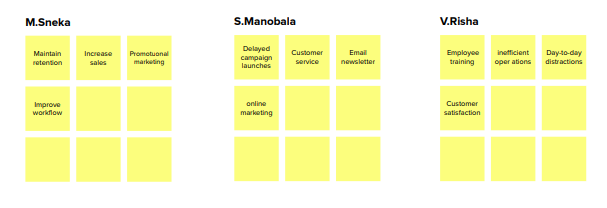 M.Sneka
Maintain
retention
Increase
sales
Promotuonal
marketing
Improve
workflow
S.Manobala
Delayed
campaign
launches
Customer
service
Email
newsletter
online
marketing
V.Risha
Employee
training
inefficient
oper ations
Day-to-day
distractions
Customer
satisfaction